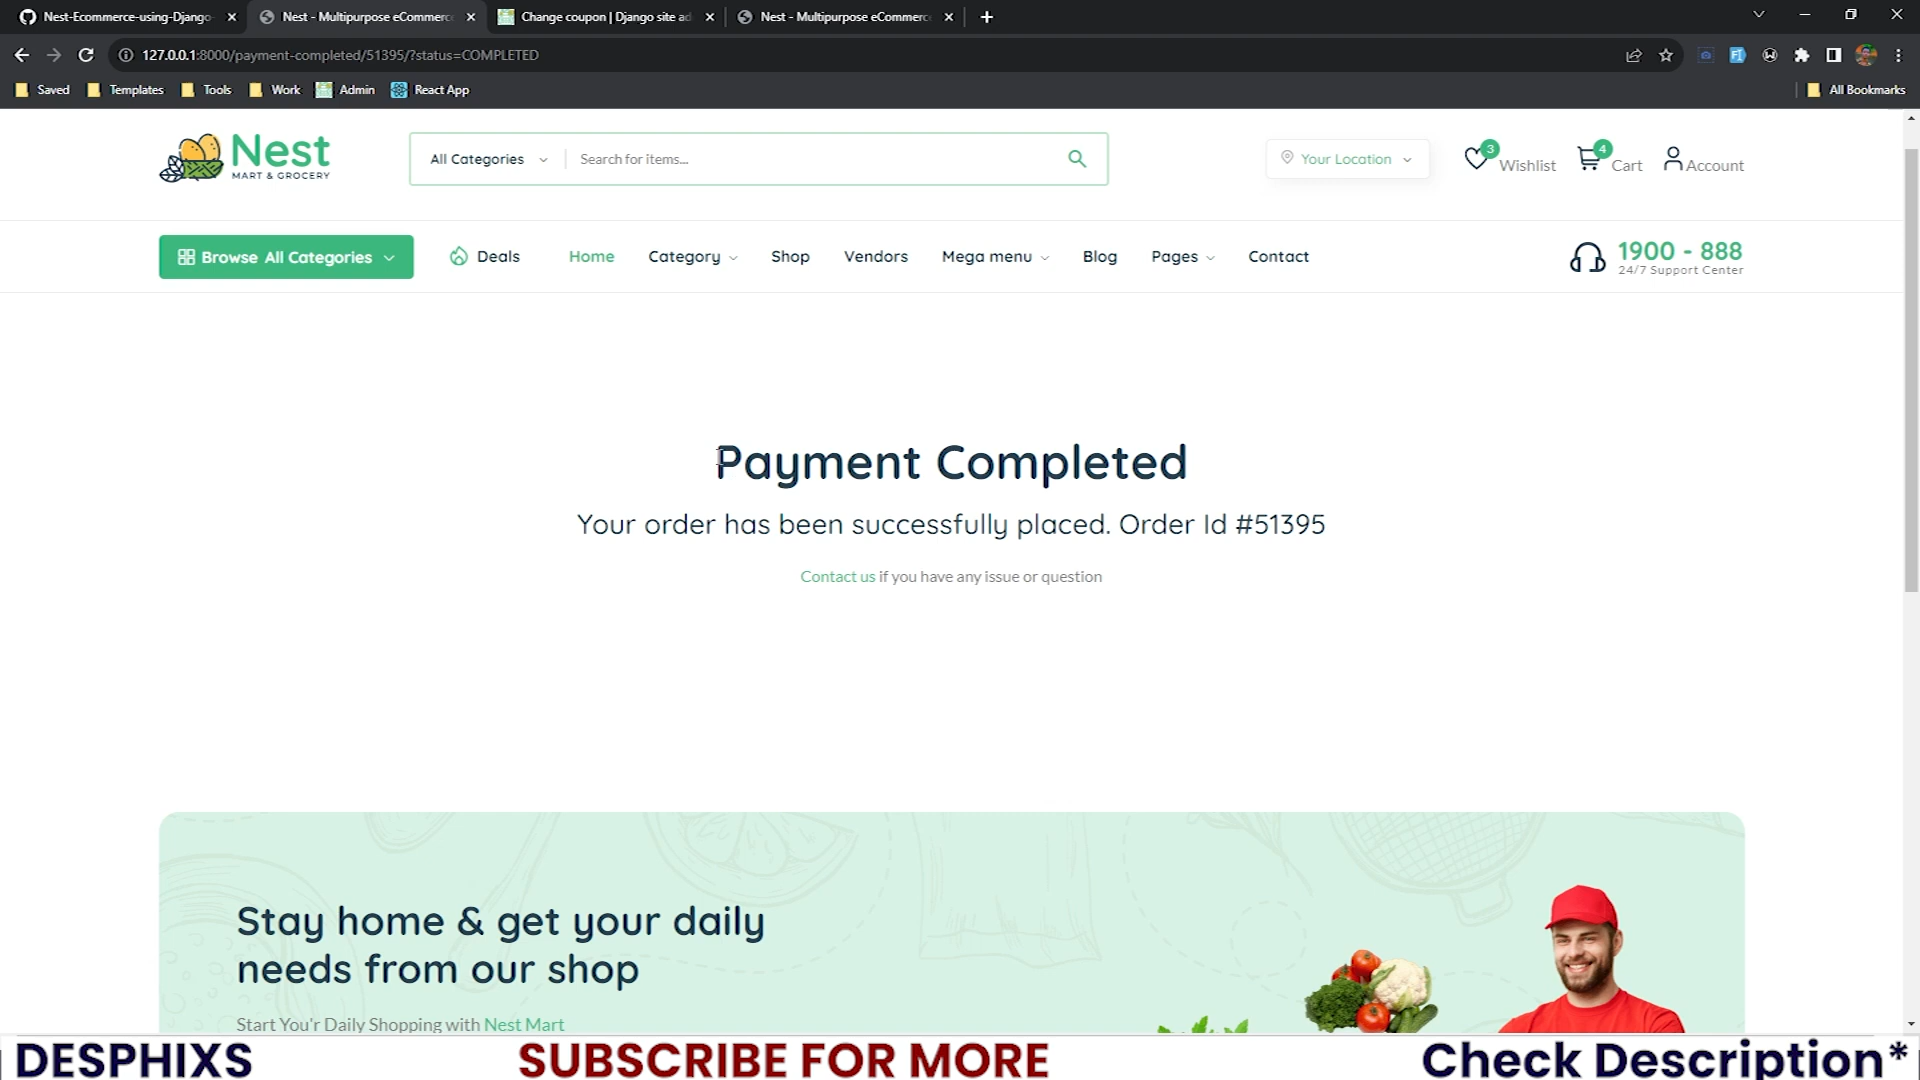 Nest-Ecommerce-using-Django
Nest - Multipurpose eCommerc
Change coupon | Django site ad
Nest - Multipurpose eCommerc
127.0.0.1:8000/payment-completed/51395/?status=COMPLETED
Saved
Templates
Tools
Work
Admin
React App
All Bookmarks
Nest
MART & GROCERY
All Categories
Search for items...
Your Location
3
Wishlist
4
Cart
Account
Browse All Categories
Deals
Home
Category
Shop
Vendors
Mega menu
Blog
Pages
Contact
1900 - 888
24/7 Support Center
Payment Completed
Your order has been successfully placed. Order Id #51395
Contact us if you have any issue or question
Stay home & get your daily
needs from our shop
Start You'r Daily Shopping with Nest Mart
DESPHIXS
SUBSCRIBE FOR MORE
Check Description*